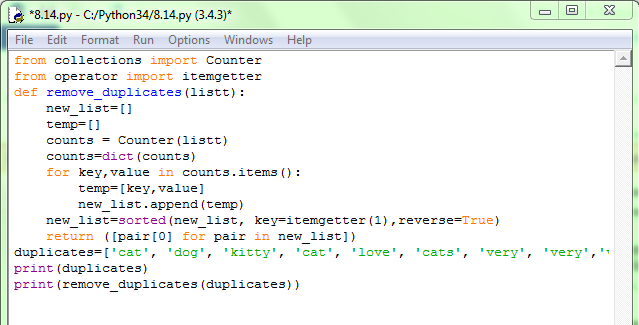 *8.14.py - C:/Python34/8.14.py (3.4.3)*
File Edit Format Run Options Windows Help
from collections import Counter
from operator import itemgetter
def remove_duplicates(listt):
    new_list=[]
    temp=[]
    counts = Counter(listt)
    counts=dict(counts)
    for key,value in counts.items():
        temp=[key,value]
        new_list.append(temp)
    new_list=sorted(new_list, key=itemgetter(1),reverse=True)
    return ([pair[0] for pair in new_list])
duplicates=['cat', 'dog', 'kitty', 'cat', 'love', 'cats', 'very', 'very','
print(duplicates)
print(remove_duplicates(duplicates))